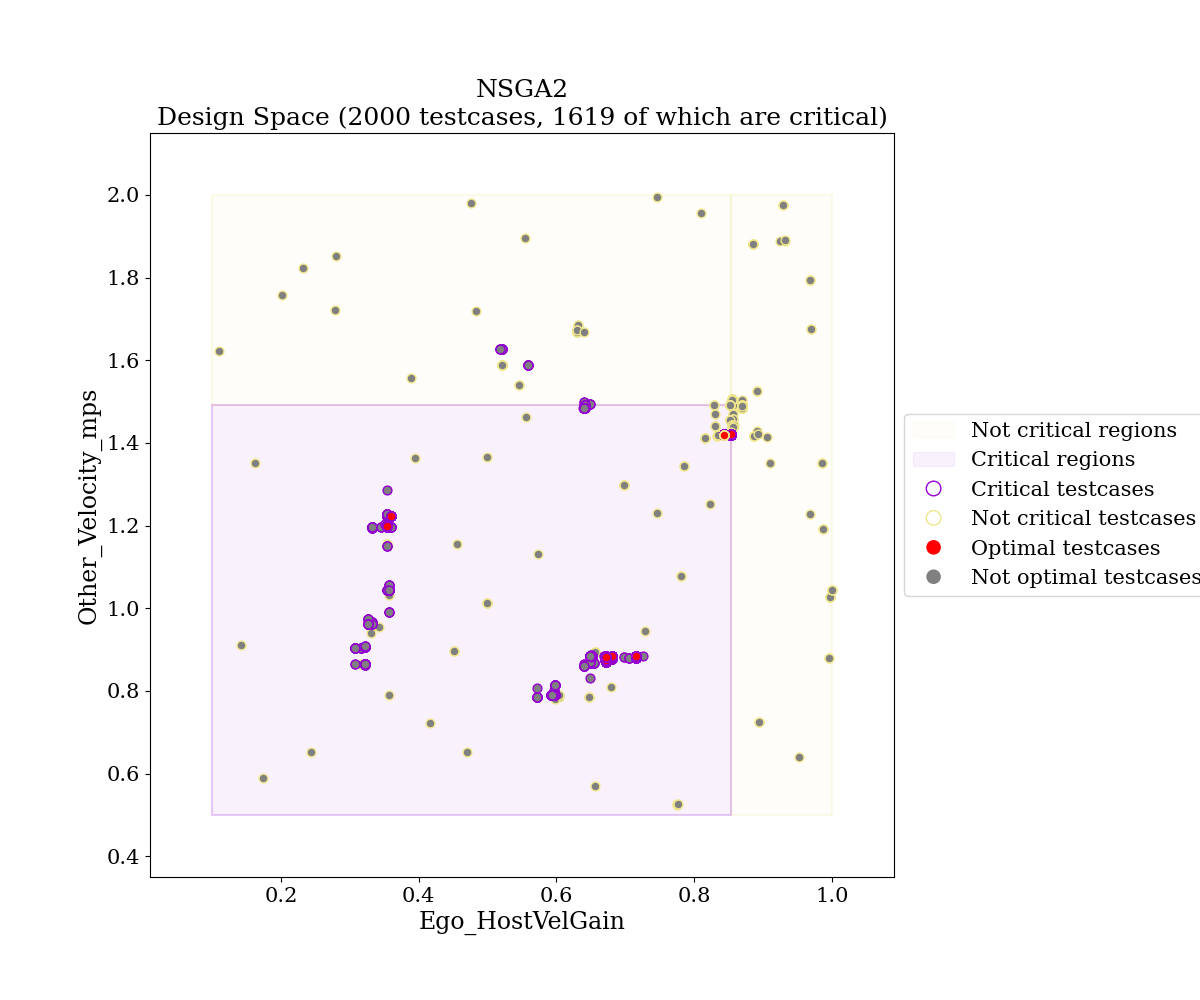 NSGA2
Design Space (2000 testcases, 1619 of which are critical)
2.0
1.8
1.6
1.4
1.2
1.0
0.8
0.6
0.4
Other_Velocity_mps
0.2
0.4
0.6
0.8
1.0
Ego_HostVelGain
Not critical regions
Critical regions
Critical testcases
Not critical testcases
Optimal testcases
Not optimal testcases